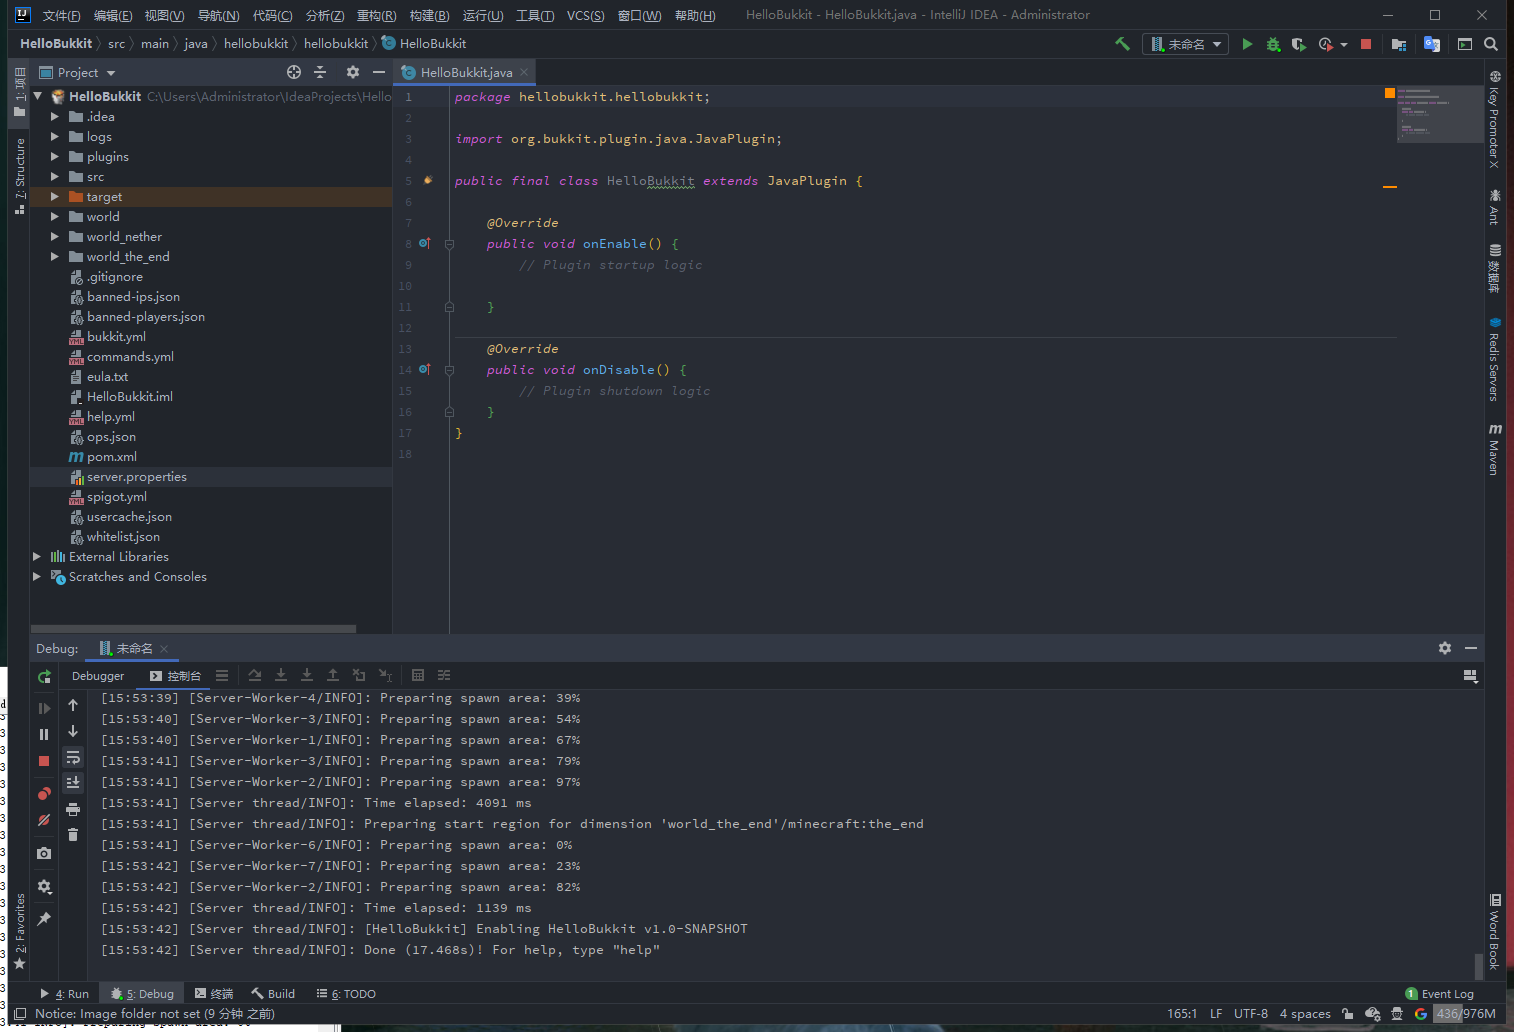 文件(F) 编辑(E) 视图(V) 导航(N) 代码(C) 分析(Z) 重构(R) 构建(B) 运行(U) 工具(T) VCS(S) 窗口(W) 帮助(H) HelloBukkit - HelloBukkit.java - IntelliJ IDEA - Administrator
HelloBukkit src main java hellobukkit hellobukkit HelloBukkit 未命名
1: 项目
7: Structure
2: Favorites
Project
HelloBukkit C:\Users\Administrator\IdeaProjects\Hello
.idea
logs
plugins
src
target
world
world_nether
world_the_end
.gitignore
banned-ips.json
banned-players.json
bukkit.yml
commands.yml
eula.txt
HelloBukkit.iml
help.yml
ops.json
pom.xml
server.properties
spigot.yml
usercache.json
whitelist.json
External Libraries
Scratches and Consoles
HelloBukkit.java
1 package hellobukkit.hellobukkit;
2
3 import org.bukkit.plugin.java.JavaPlugin;
4
5 public final class HelloBukkit extends JavaPlugin {
6
7 @Override
8 public void onEnable() {
9 // Plugin startup logic
10
11 }
12
13 @Override
14 public void onDisable() {
15 // Plugin shutdown logic
16 }
17 }
18
Key Promoter X
Ant
数据库
Redis Servers
Maven
Word Book
Debug: 未命名
Debugger 控制台
[15:53:39] [Server-Worker-4/INFO]: Preparing spawn area: 39%
[15:53:40] [Server-Worker-3/INFO]: Preparing spawn area: 54%
[15:53:40] [Server-Worker-1/INFO]: Preparing spawn area: 67%
[15:53:41] [Server-Worker-3/INFO]: Preparing spawn area: 79%
[15:53:41] [Server-Worker-2/INFO]: Preparing spawn area: 97%
[15:53:41] [Server thread/INFO]: Time elapsed: 4091 ms
[15:53:41] [Server thread/INFO]: Preparing start region for dimension 'world_the_end'/minecraft:the_end
[15:53:41] [Server-Worker-6/INFO]: Preparing spawn area: 0%
[15:53:42] [Server-Worker-7/INFO]: Preparing spawn area: 23%
[15:53:42] [Server-Worker-2/INFO]: Preparing spawn area: 82%
[15:53:42] [Server thread/INFO]: Time elapsed: 1139 ms
[15:53:42] [Server thread/INFO]: [HelloBukkit] Enabling HelloBukkit v1.0-SNAPSHOT
[15:53:42] [Server thread/INFO]: Done (17.468s)! For help, type "help"
4: Run 5: Debug 终端 Build 6: TODO 1 Event Log
Notice: Image folder not set (9 分钟 之前) 165:1 LF UTF-8 4 spaces 436/976M